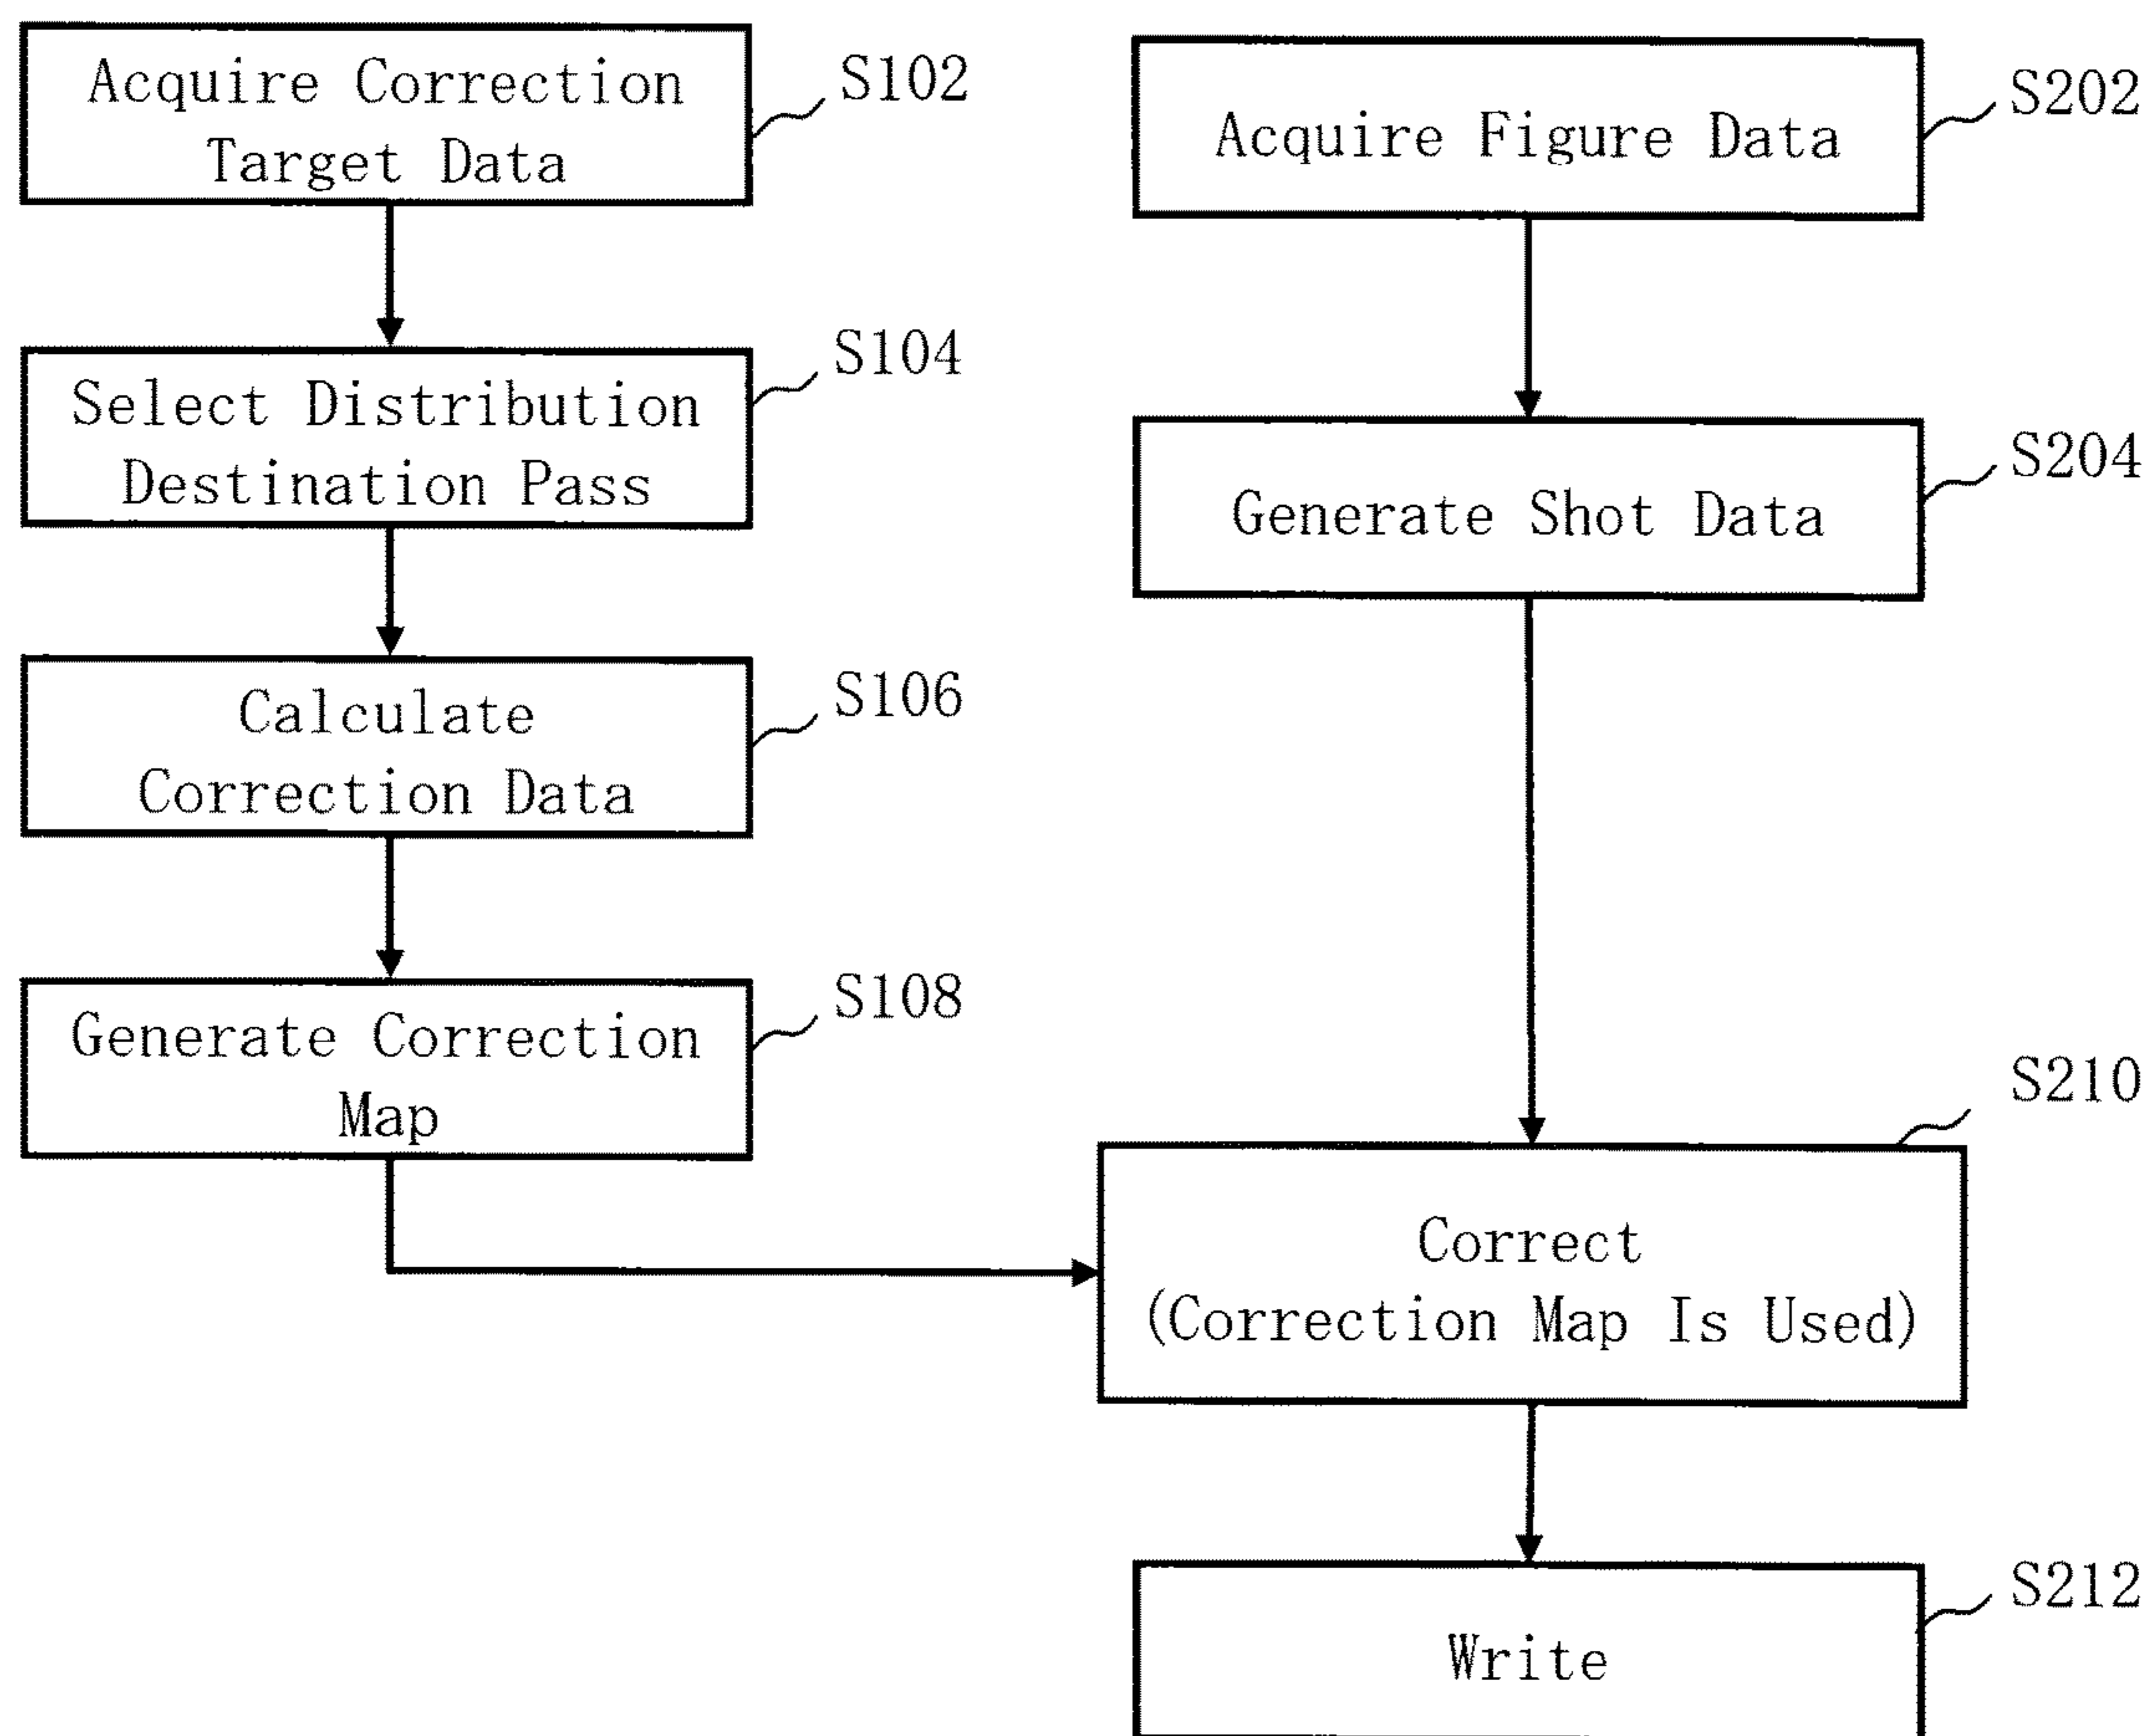 Acquire Correction
Target Data
S102
Select Distribution
Destination Pass
S104
Calculate
Correction Data
S106
Generate Correction
Map
S108
Acquire Figure Data
S202
Generate Shot Data
S204
Correct
(Correction Map Is Used)
S210
Write
S212